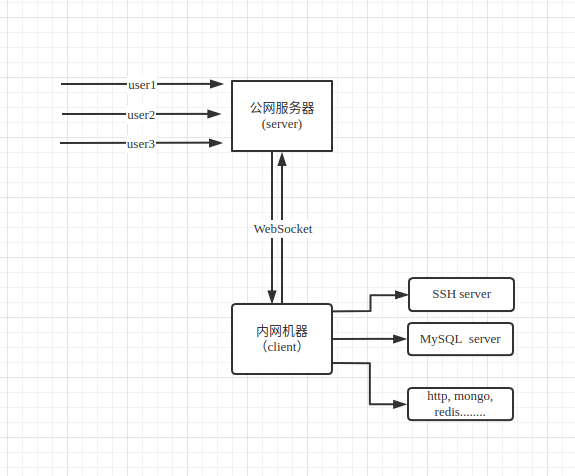 user1
user2
user3
公网服务器
(server)
WebSocket
内网机器
（client）
SSH server
MySQL  server
http, mongo,
redis........